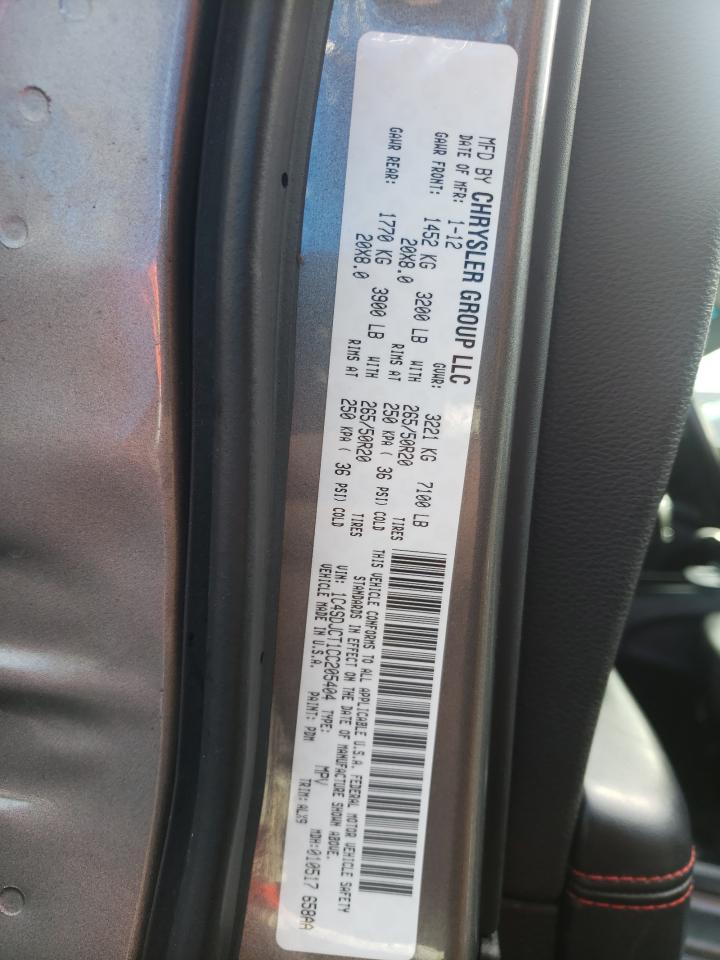 MFD BY CHRYSLER GROUP LLC
DATE OF MFR: 1-12 GVWR: 3221 KG 7100 LB
GAWR FRONT: 1452 KG 3200 LB WITH 265/50R20 TIRES
20X8.0 RIMS AT 250 KPA ( 36 PSI) COLD
GAWR REAR: 1770 KG 3900 LB WITH 265/50R20 TIRES
20X8.0 RIMS AT 250 KPA ( 36 PSI) COLD
THIS VEHICLE CONFORMS TO ALL APPLICABLE U.S.A. FEDERAL MOTOR VEHICLE SAFETY
STANDARDS IN EFFECT ON THE DATE OF MANUFACTURE SHOWN ABOVE.
VIN: 1C4SDJCT1CC205404 TYPE: MPV MDH:010517 658AA
VEHICLE MADE IN U.S.A. PAINT: PDM TRIM:ALX9